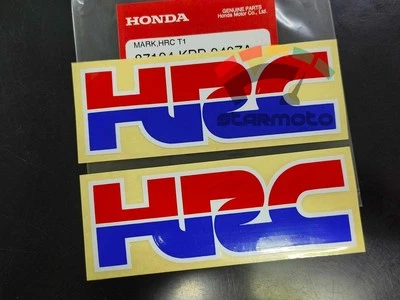 HONDA
GENUINE PARTS
Honda Motor Co., Ltd.
MARK,HRC T1
HRC
STARMOTO
HRC